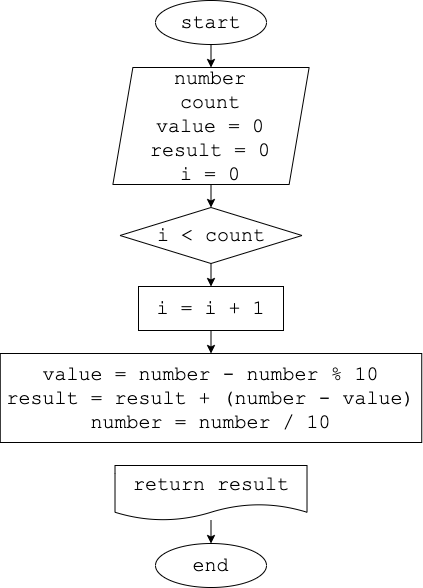 start
number
count
value = 0
result = 0
i = 0
i < count
i = i + 1
value = number - number % 10
result = result + (number - value)
number = number / 10
return result
end